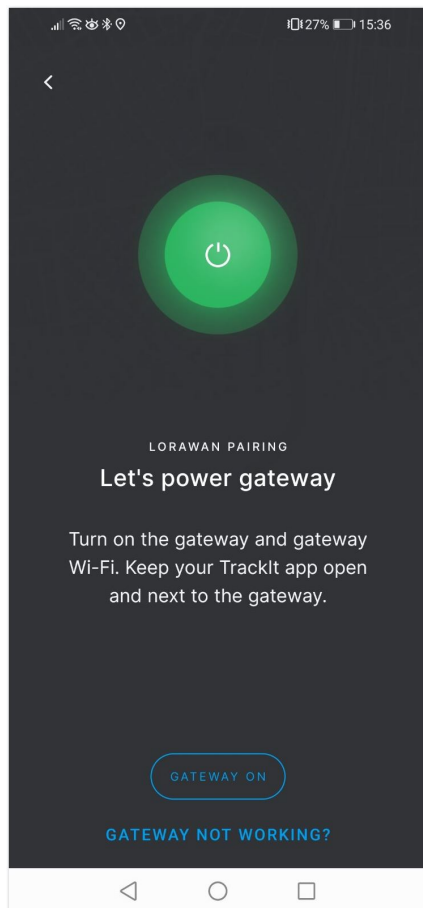 27% 15:36
LORAWAN PAIRING
Let's power gateway
Turn on the gateway and gateway
Wi-Fi. Keep your TrackIt app open
and next to the gateway.
GATEWAY ON
GATEWAY NOT WORKING?